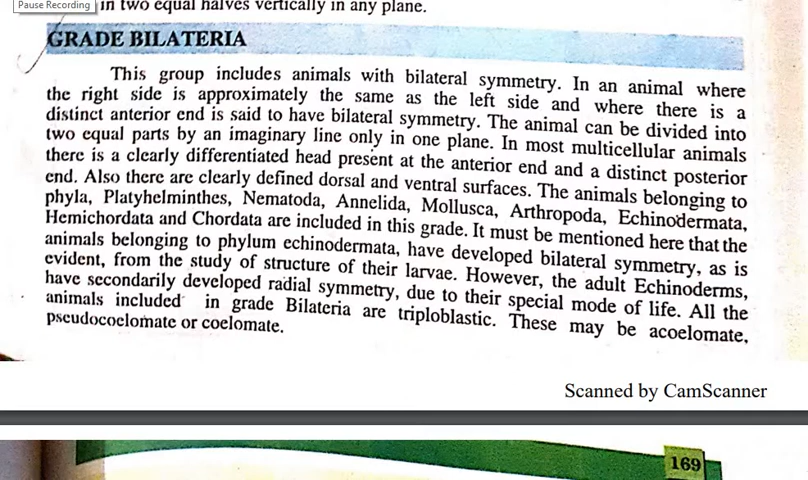 Pause Recording
in two equal halves vertically in any plane.
GRADE BILATERIA
This group includes animals with bilateral symmetry. In an animal where
the right side is approximately the same as the left side and where there is a
distinct anterior end is said to have bilateral symmetry. The animal can be divided into
two equal parts by an imaginary line only in one plane. In most multicellular animals
there is a clearly differentiated head present at the anterior end and a distinct posterior
end. Also there are clearly defined dorsal and ventral surfaces. The animals belonging to
phyla, Platyhelminthes, Nematoda, Annelida, Mollusca, Arthropoda, Echinodermata,
Hemichordata and Chordata are included in this grade. It must be mentioned here that the
animals belonging to phylum echinodermata, have developed bilateral symmetry, as is
evident, from the study of structure of their larvae. However, the adult Echinoderms,
have secondarily developed radial symmetry, due to their special mode of life. All the
animals included in grade Bilateria are triploblastic. These may be acoelomate,
pseudocoelomate or coelomate.
Scanned by CamScanner
169